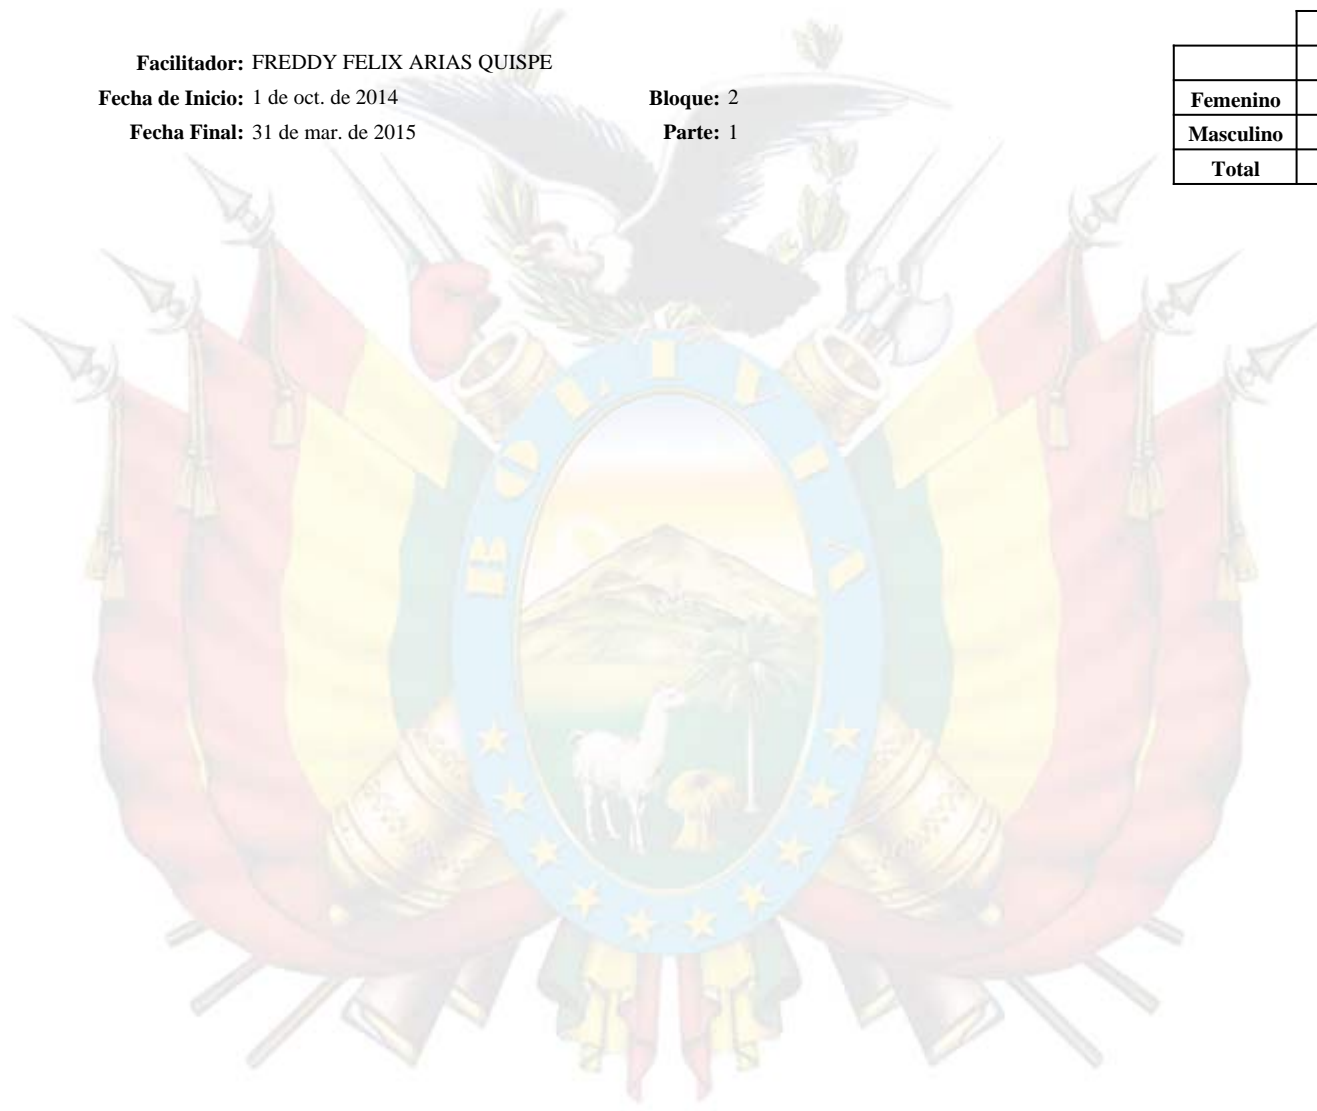 Facilitador: FREDDY FELIX ARIAS QUISPE
Fecha de Inicio: 1 de oct. de 2014 Bloque: 2
Fecha Final: 31 de mar. de 2015 Parte: 1
Femenino
Masculino
Total
BOLIVIA